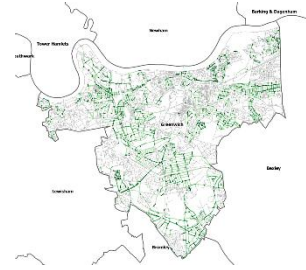 Barking & Dagenham
Newham
Tower Hamlets
Greenwich
Bexley
Lewisham
Bromley